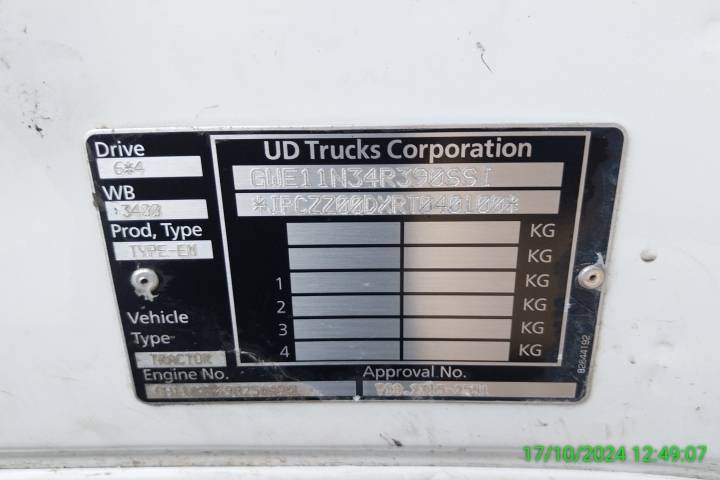 UD Trucks Corporation
Drive
6*4
WB
3400
Prod, Type
TYPE-EM
Vehicle
Type
TRACTOR
Engine No.
GWE11N34R390SSI
KG
KG
1 KG
2 KG
3 KG
4 KG
Approval No.
82644192
17/10/2024 12:49:07